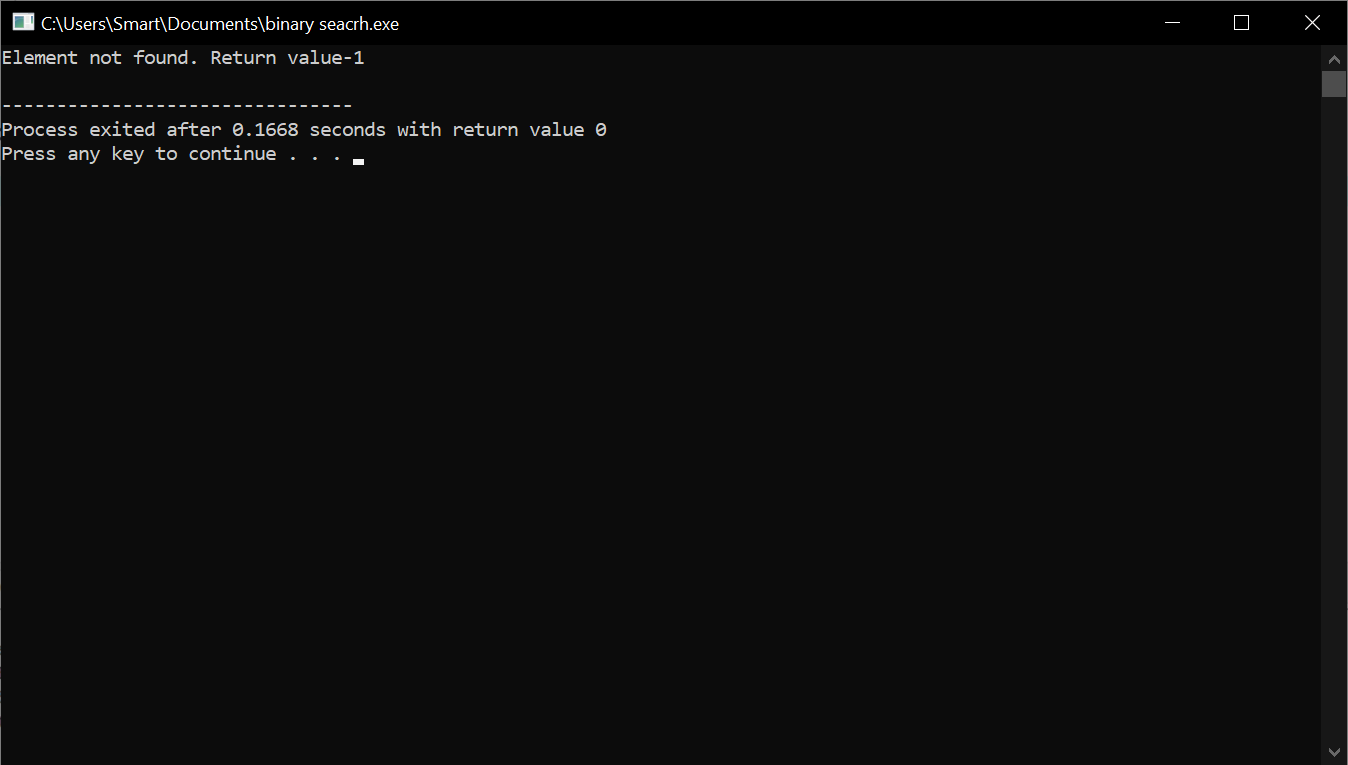 C:\Users\Smart\Documents\binary seacrh.exe
Element not found. Return value-1
--------------------------------
Process exited after 0.1668 seconds with return value 0
Press any key to continue . . .